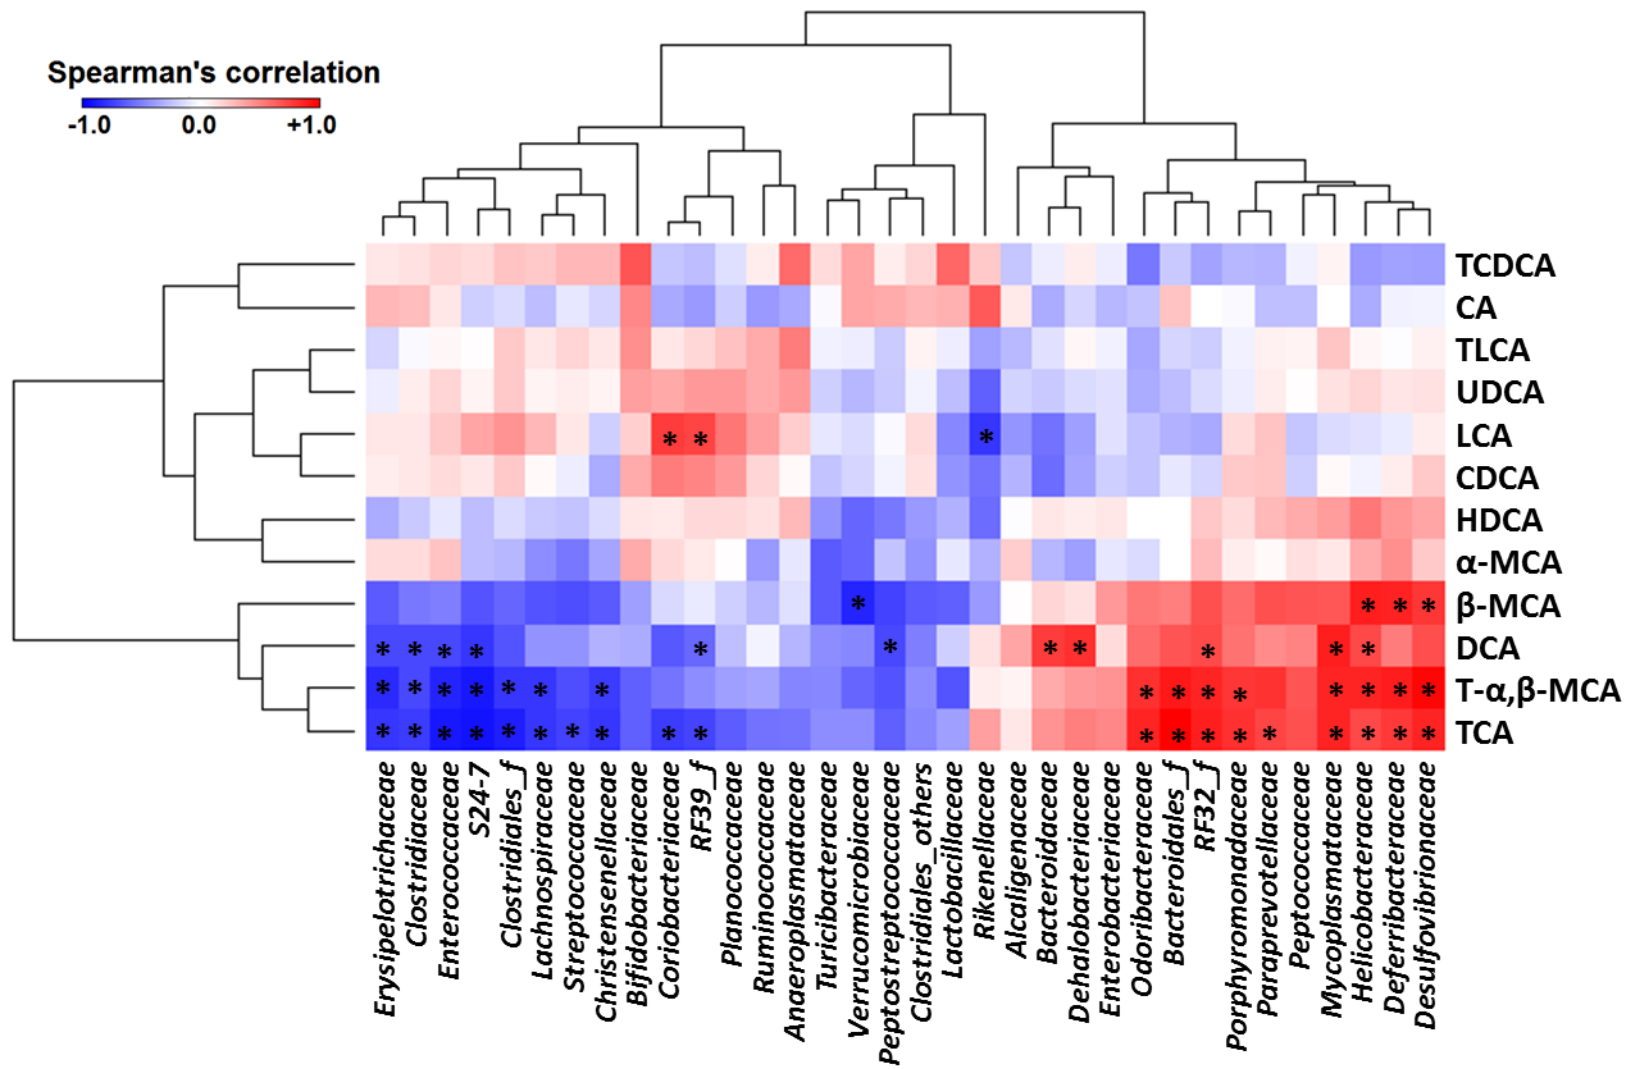 Spearman's correlation
-1.0 0.0 +1.0
TCDCA
CA
TLCA
UDCA
LCA
* * *
CDCA
HDCA
α-MCA
β-MCA
* * * *
DCA
* * * * * * * * * * *
T-α,β-MCA
* * * * * * * * * * * * * * *
TCA
* * * * * * * * * * * * * * * * * * *
Erysipelotrichaceae
Clostridiaceae
Enterococcaceae
S24-7
Clostridiales_f
Lachnospiraceae
Streptococcaceae
Christensenellaceae
Bifidobacteriaceae
Coriobacteriaceae
RF39_f
Planococcaceae
Ruminococcaceae
Anaeroplasmataceae
Turicibacteraceae
Verrucomicrobiaceae
Peptostreptococcaceae
Clostridiales_others
Lactobacillaceae
Rikenellaceae
Alcaligenaceae
Bacteroidaceae
Dehalobacteriaceae
Enterobacteriaceae
Odoribacteraceae
Bacteroidales_f
RF32_f
Porphyromonadaceae
Paraprevotellaceae
Peptococcaceae
Mycoplasmataceae
Helicobacteraceae
Deferribacteraceae
Desulfovibrionaceae